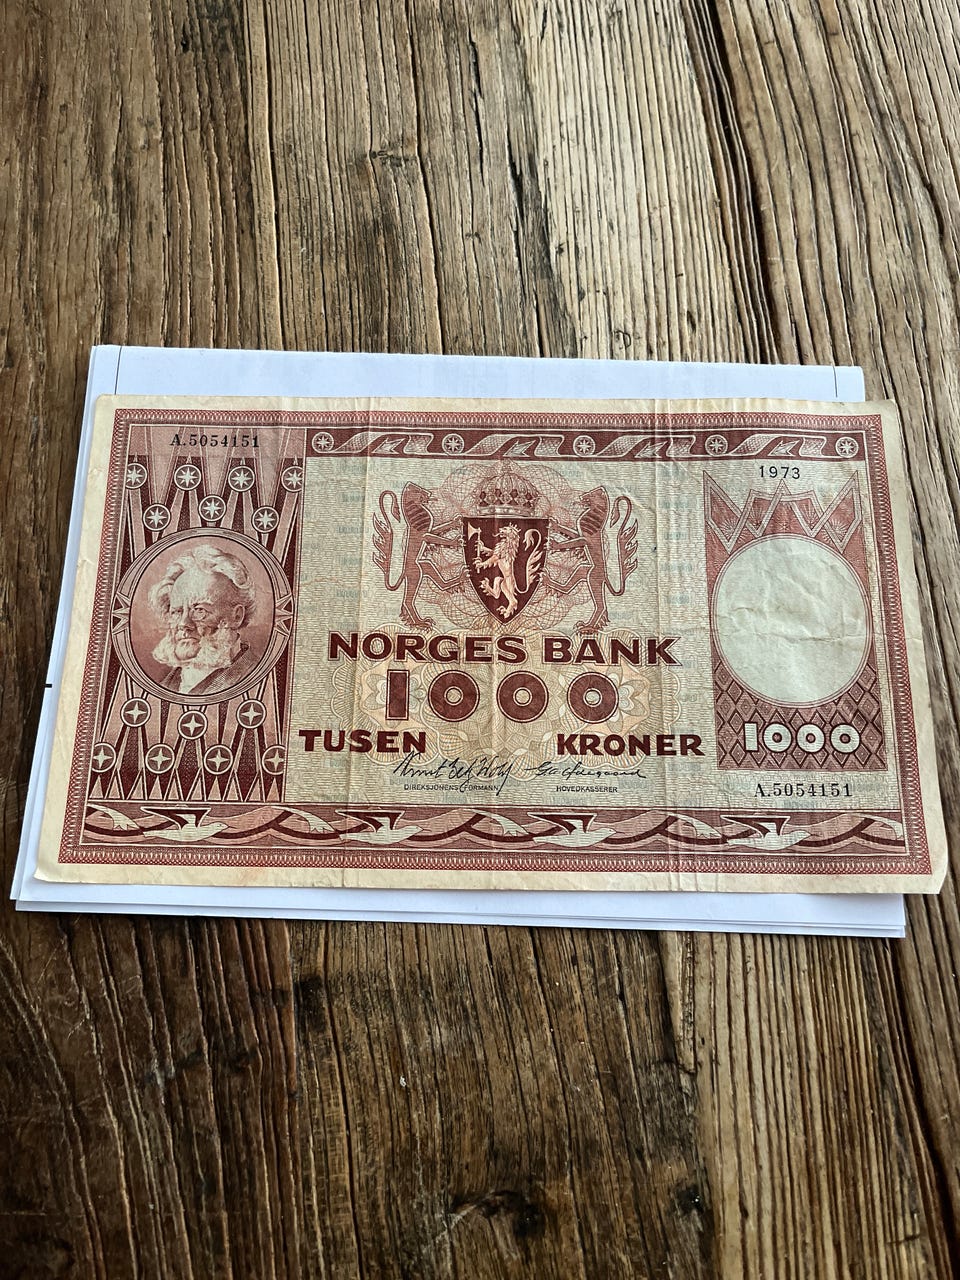 A.5054151
1973
NORGES BANK
1000
TUSEN KRONER
1000
DIREKSJONENS FORMANN
HOVEDKASSERER
A.5054151